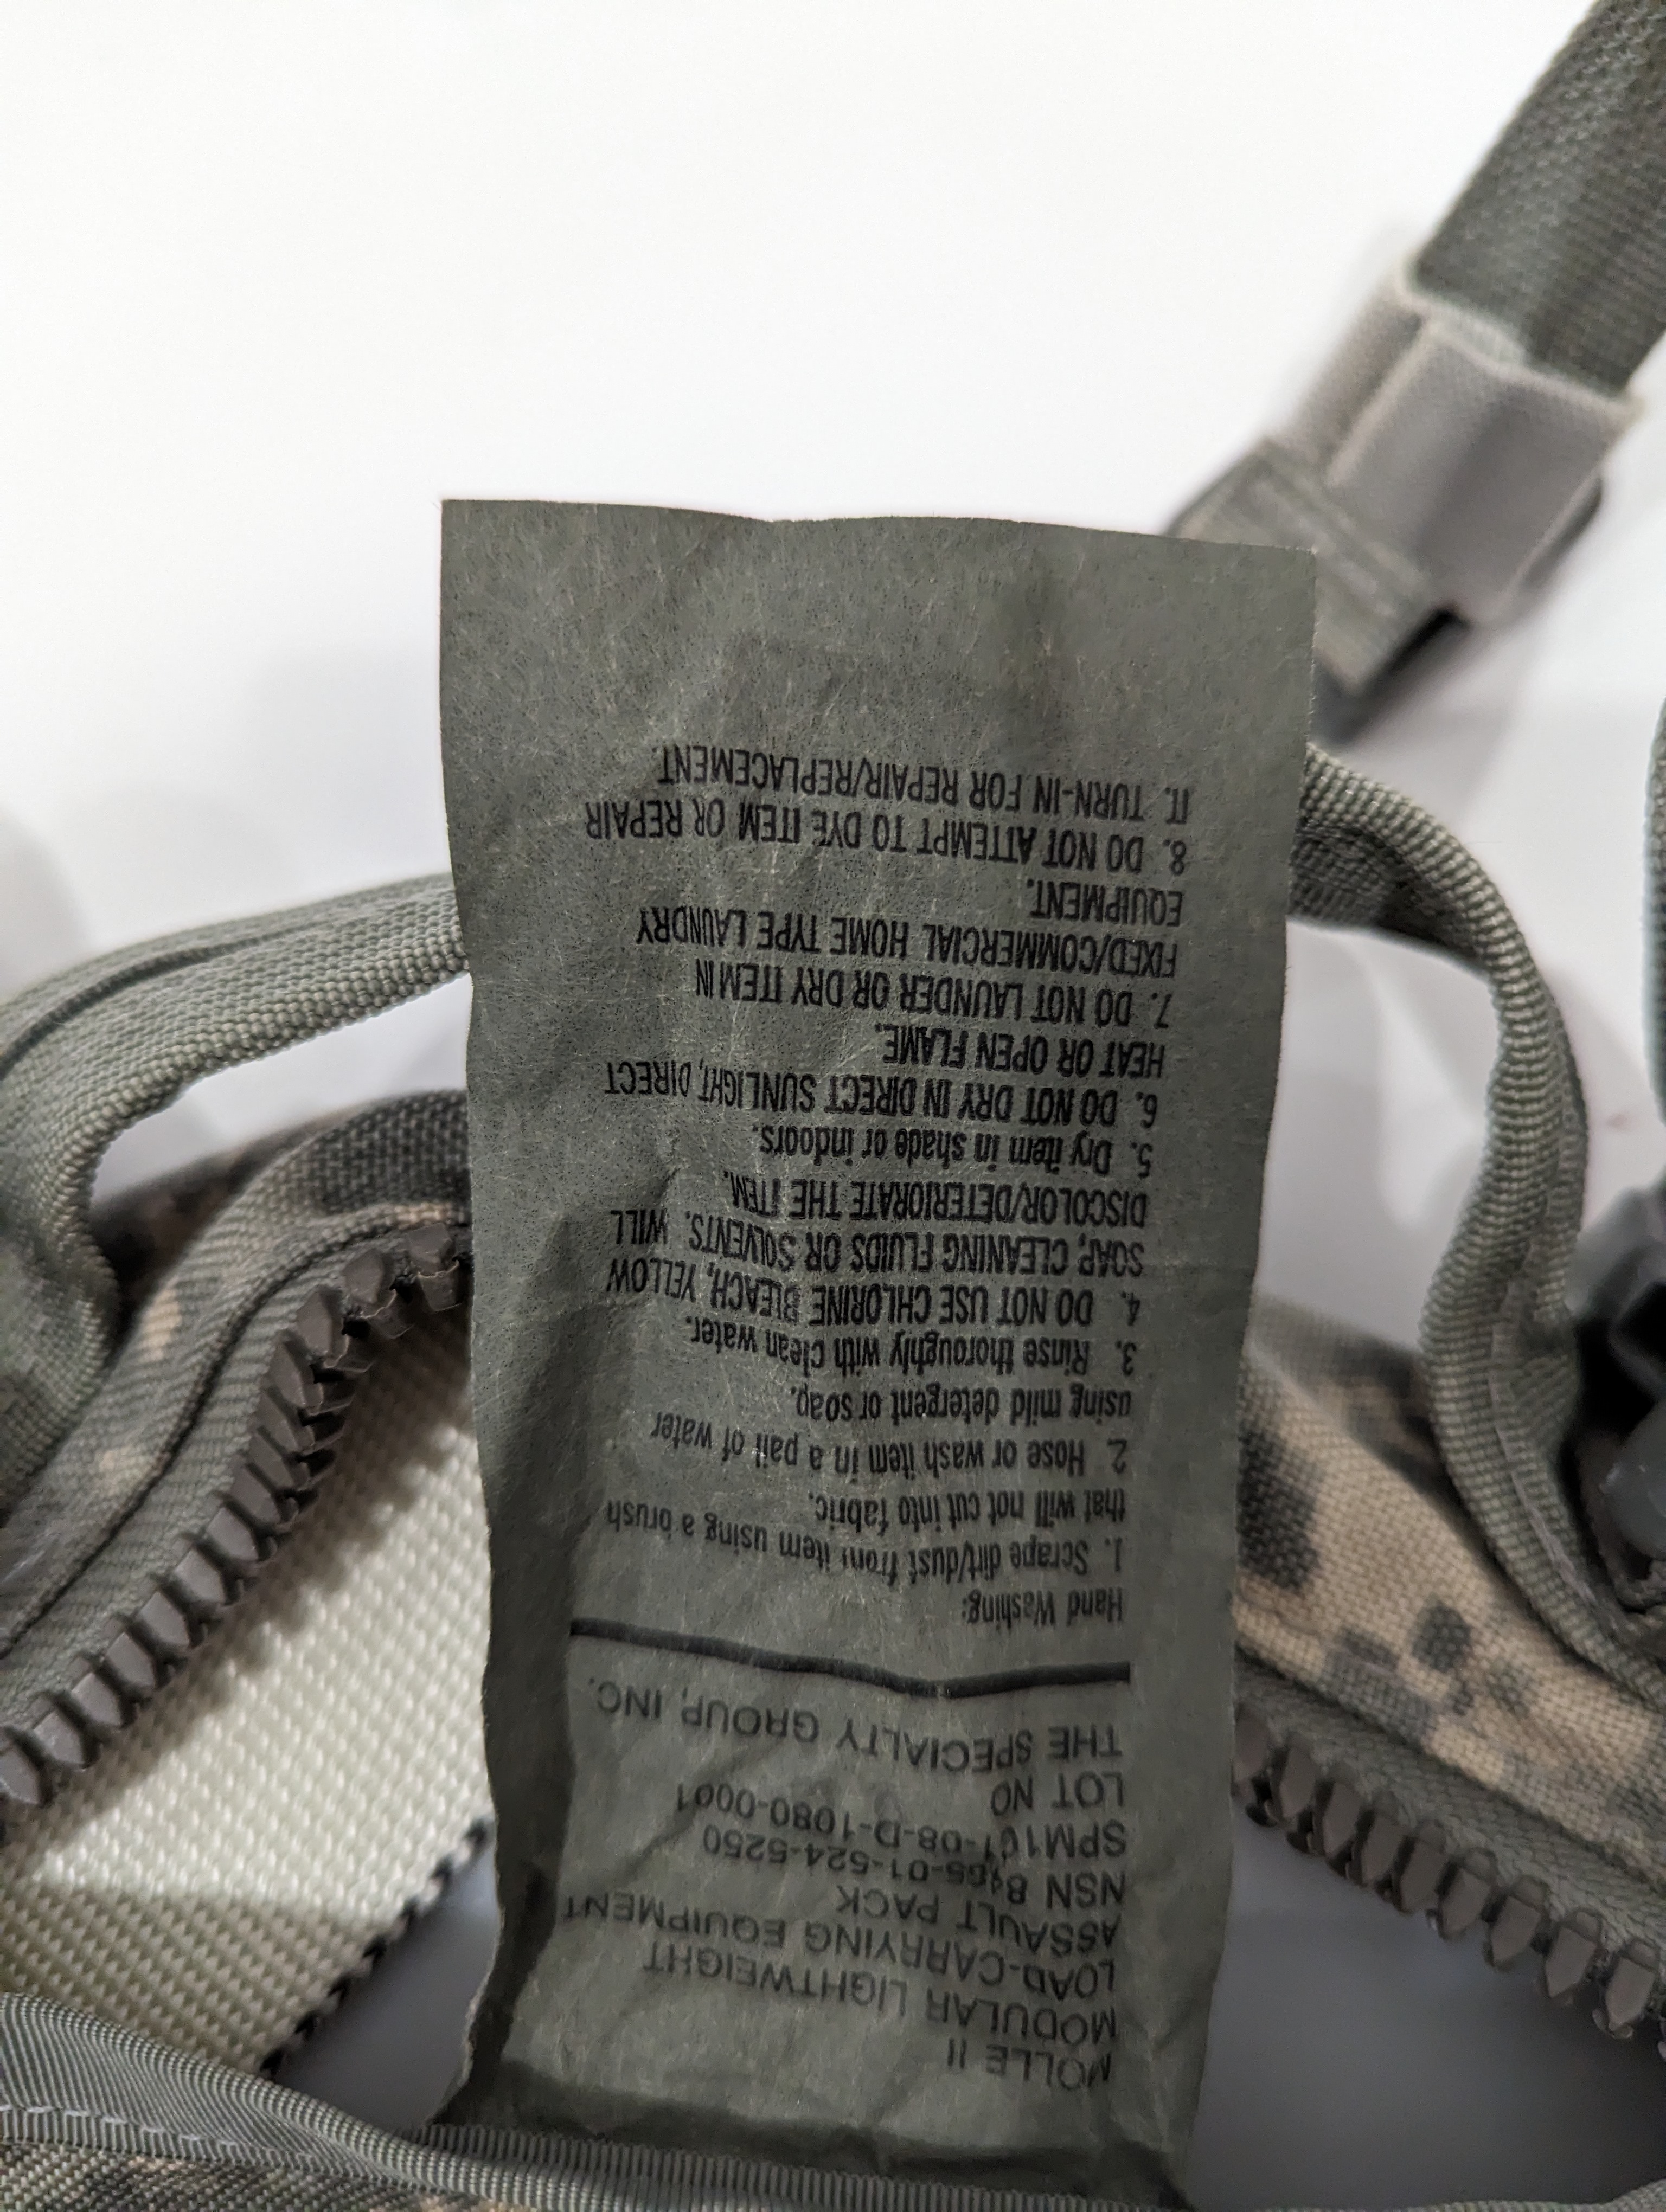 MOLLE II
MODULAR LIGHTWEIGHT
LOAD-CARRYING EQUIPMENT
ASSAULT PACK
NSN 8465-01-524-5250
SPM1C1-08-D-1080-0001
LOT NO
THE SPECIALTY GROUP, INC.
Hand Washing:
1. Scrape dirt/dust from item using a brush
that will not cut into fabric.
2. Hose or wash item in a pail of water
using mild detergent or soap.
3. Rinse thoroughly with clean water.
4. DO NOT USE CHLORINE BLEACH, YELLOW
SOAP, CLEANING FLUIDS OR SOLVENTS. WILL
DISCOLOR/DETERIORATE THE ITEM.
5. Dry item in shade or indoors.
6. DO NOT DRY IN DIRECT SUNLIGHT, DIRECT
HEAT OR OPEN FLAME.
7. DO NOT LAUNDER OR DRY ITEM IN
FIXED/COMMERCIAL HOME TYPE LAUNDRY
EQUIPMENT.
8. DO NOT ATTEMPT TO DYE ITEM OR REPAIR
IT. TURN-IN FOR REPAIR/REPLACEMENT.